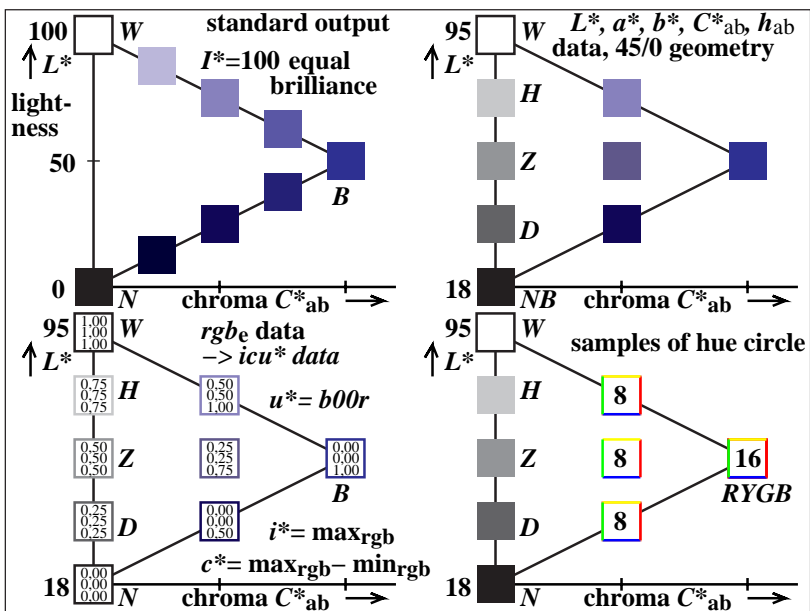 100 W
standard output
L*
I*=100 equal
brilliance
light-
ness
50
B
0
N
chroma C*ab
95 W
L*, a*, b*, C*ab, hab
data, 45/0 geometry
L*
H
Z
D
18
NB
chroma C*ab
95 W
1,00
1,00
1,00
rgbe data
–> icu* data
L*
0,75
0,75
0,75
H
0,50
0,50
1,00
u*= b00r
0,50
0,50
0,50
Z
0,25
0,25
0,75
0,00
0,00
1,00
B
0,25
0,25
0,25
D
0,00
0,00
0,50
i*= maxrgb
c*= maxrgb– minrgb
18
0,00
0,00
0,00
N
chroma C*ab
95 W
samples of hue circle
L*
H
8
Z
8
16
RYGB
D
8
18
N
chroma C*ab